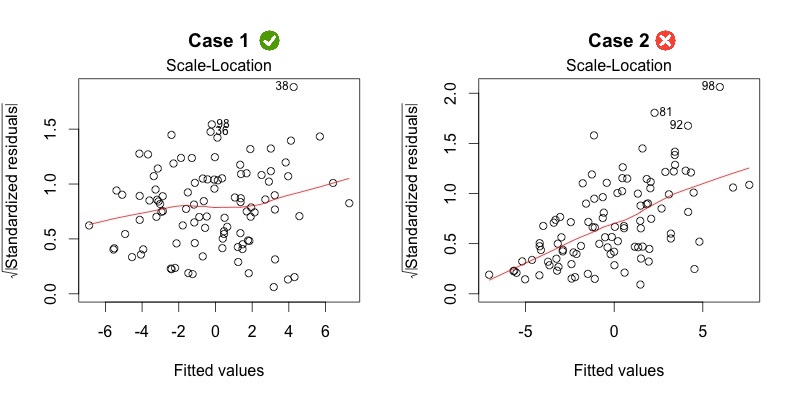 Case 1
Scale-Location
√|Standardized residuals|
0.0 0.5 1.0 1.5
38
98
36
-6 -4 -2 0 2 4 6
Fitted values
Case 2
Scale-Location
√|Standardized residuals|
0.0 0.5 1.0 1.5 2.0
98
81
92
-5 0 5
Fitted values